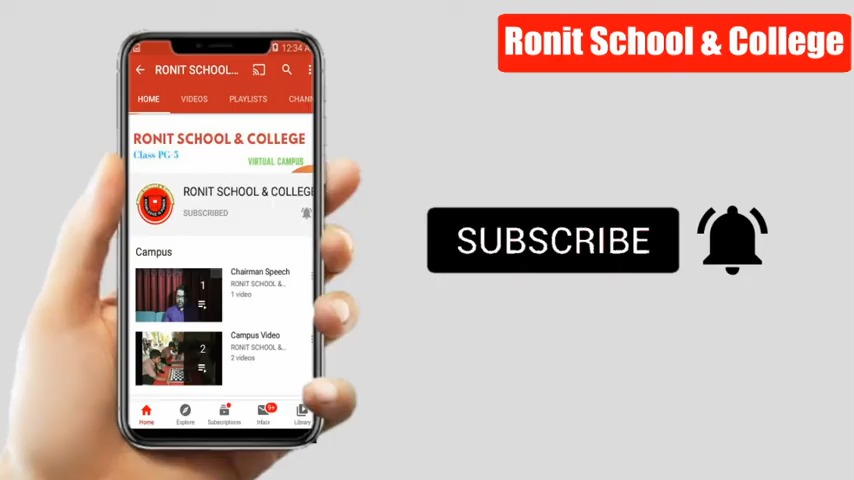 Ronit School & College
12:34 A
RONIT SCHOOL...
HOME VIDEOS PLAYLISTS CHANN
RONIT SCHOOL & COLLEGE
Class PG-5
VIRTUAL CAMPUS
RONIT SCHOOL & COLLEGE
SUBSCRIBED
Campus
1
Chairman Speech
RONIT SCHOOL &..
1 video
2
Campus Video
RONIT SCHOOL &..
2 videos
9+
Home Explore Subscriptions Inbox Library
SUBSCRIBE